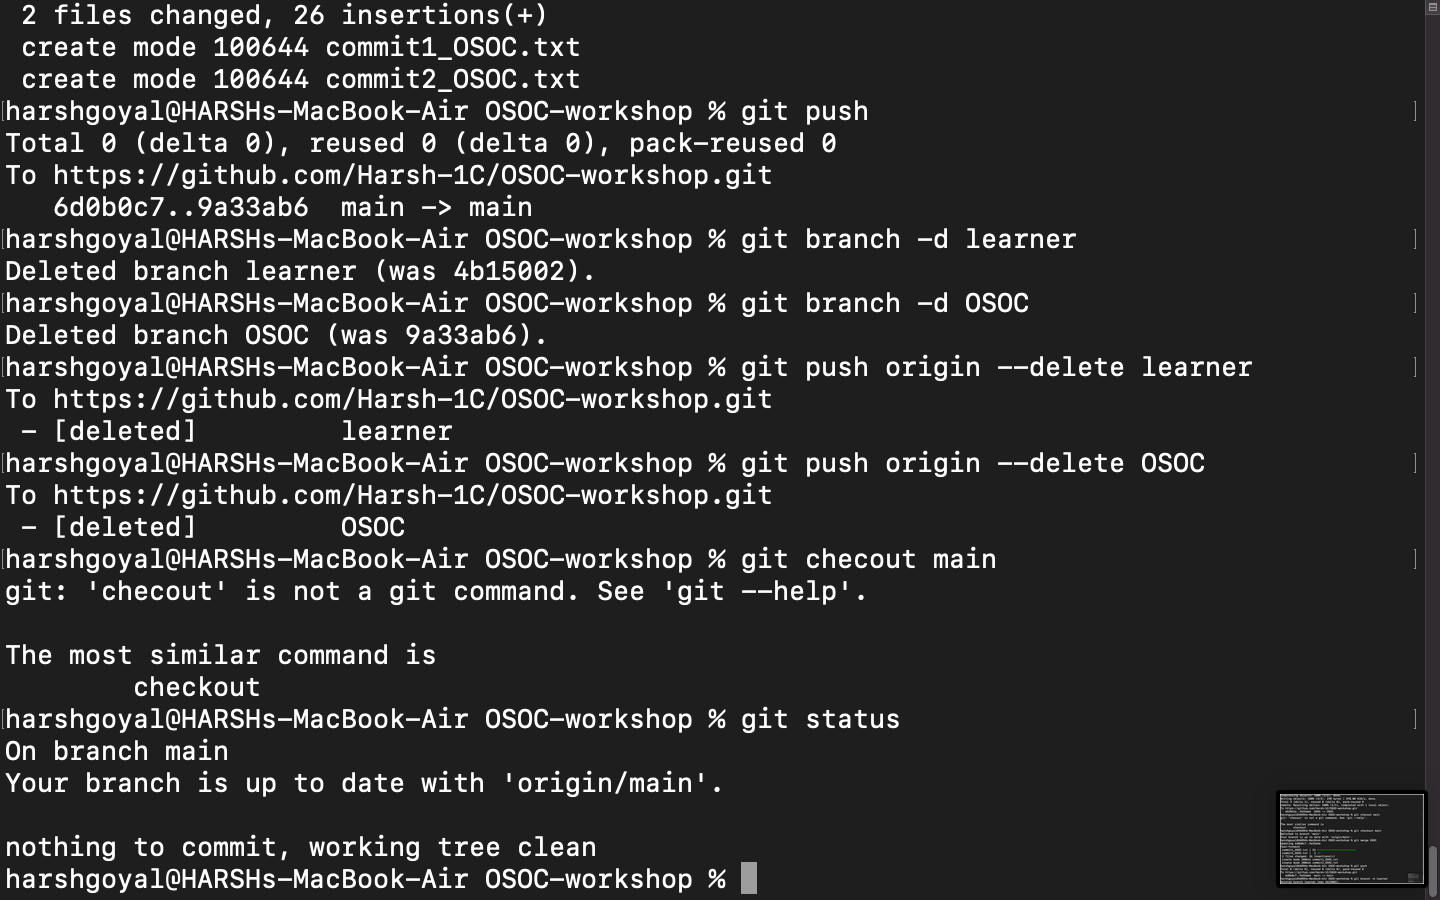 2 files changed, 26 insertions(+)
create mode 100644 commit1_OSOC.txt
create mode 100644 commit2_OSOC.txt
harshgoyal@HARSHs-MacBook-Air OSOC-workshop % git push
Total 0 (delta 0), reused 0 (delta 0), pack-reused 0
To https://github.com/Harsh-1C/OSOC-workshop.git
6d0b0c7..9a33ab6  main -> main
harshgoyal@HARSHs-MacBook-Air OSOC-workshop % git branch -d learner
Deleted branch learner (was 4b15002).
harshgoyal@HARSHs-MacBook-Air OSOC-workshop % git branch -d OSOC
Deleted branch OSOC (was 9a33ab6).
harshgoyal@HARSHs-MacBook-Air OSOC-workshop % git push origin --delete learner
To https://github.com/Harsh-1C/OSOC-workshop.git
- [deleted]         learner
harshgoyal@HARSHs-MacBook-Air OSOC-workshop % git push origin --delete OSOC
To https://github.com/Harsh-1C/OSOC-workshop.git
- [deleted]         OSOC
harshgoyal@HARSHs-MacBook-Air OSOC-workshop % git checout main
git: 'checout' is not a git command. See 'git --help'.
The most similar command is
checkout
harshgoyal@HARSHs-MacBook-Air OSOC-workshop % git status
On branch main
Your branch is up to date with 'origin/main'.
nothing to commit, working tree clean
harshgoyal@HARSHs-MacBook-Air OSOC-workshop %